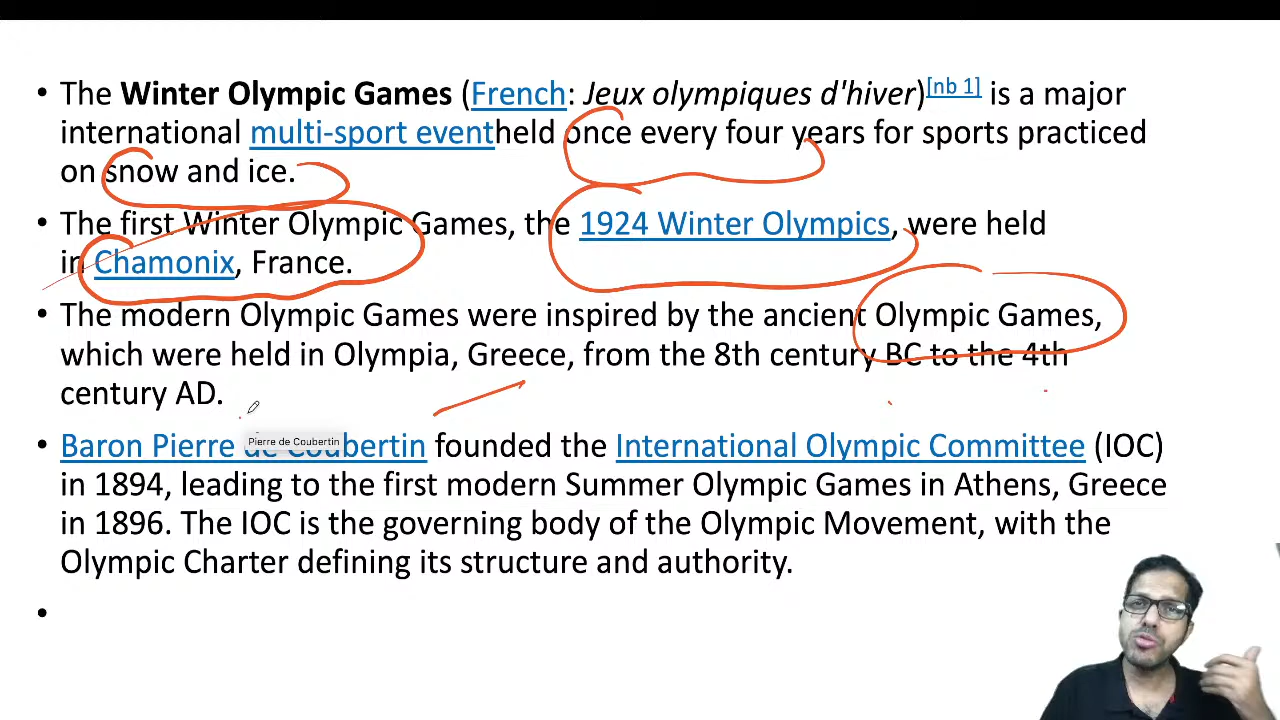 • The Winter Olympic Games (French: Jeux olympiques d'hiver)[nb 1] is a major
international multi-sport eventheld once every four years for sports practiced
on snow and ice.
• The first Winter Olympic Games, the 1924 Winter Olympics, were held
in Chamonix, France.
• The modern Olympic Games were inspired by the ancient Olympic Games,
which were held in Olympia, Greece, from the 8th century BC to the 4th
century AD.
• Baron Pierre de Coubertin founded the International Olympic Committee (IOC)
Pierre de Coubertin
in 1894, leading to the first modern Summer Olympic Games in Athens, Greece
in 1896. The IOC is the governing body of the Olympic Movement, with the
Olympic Charter defining its structure and authority.
•